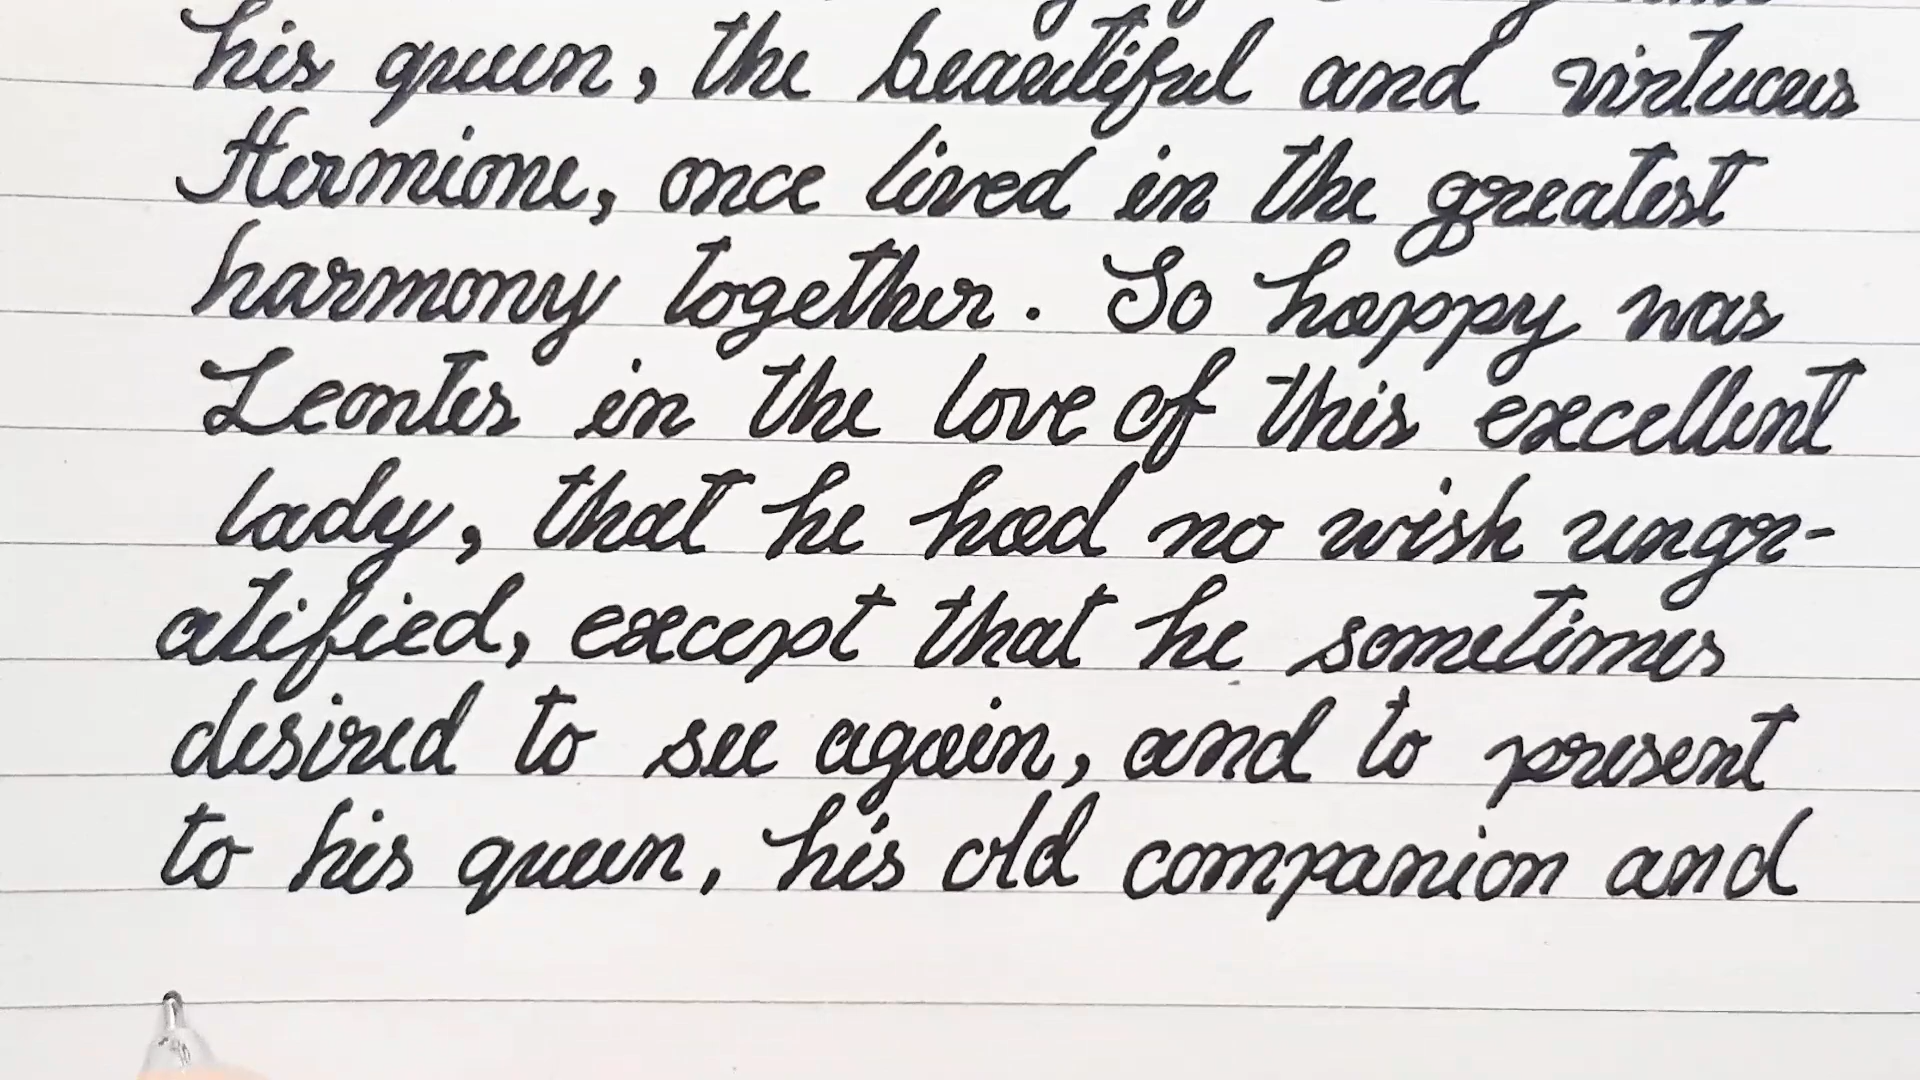 his queen, the beautiful and virtuous
Hermione, once lived in the greatest
harmony together. So happy was
Leontes in the love of this excellent
lady, that he had no wish ungr-
atified, except that he sometimes
desired to see again, and to present
to his queen, his old companion and